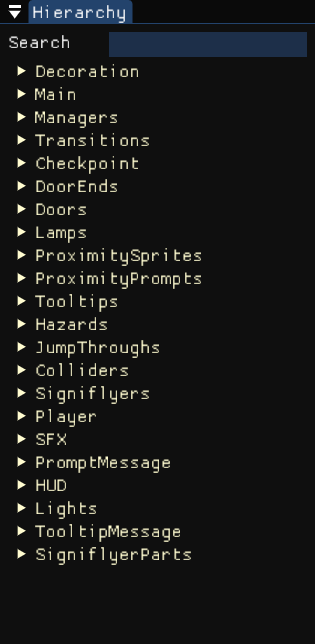 Hierarchy
Search
Decoration
Main
Managers
Transitions
Checkpoint
DoorEnds
Doors
Lamps
ProximitySprites
ProximityPrompts
Tooltips
Hazards
JumpThroughs
Colliders
Signiflyers
Player
SFX
PromptMessage
HUD
Lights
TooltipMessage
SigniflyerParts